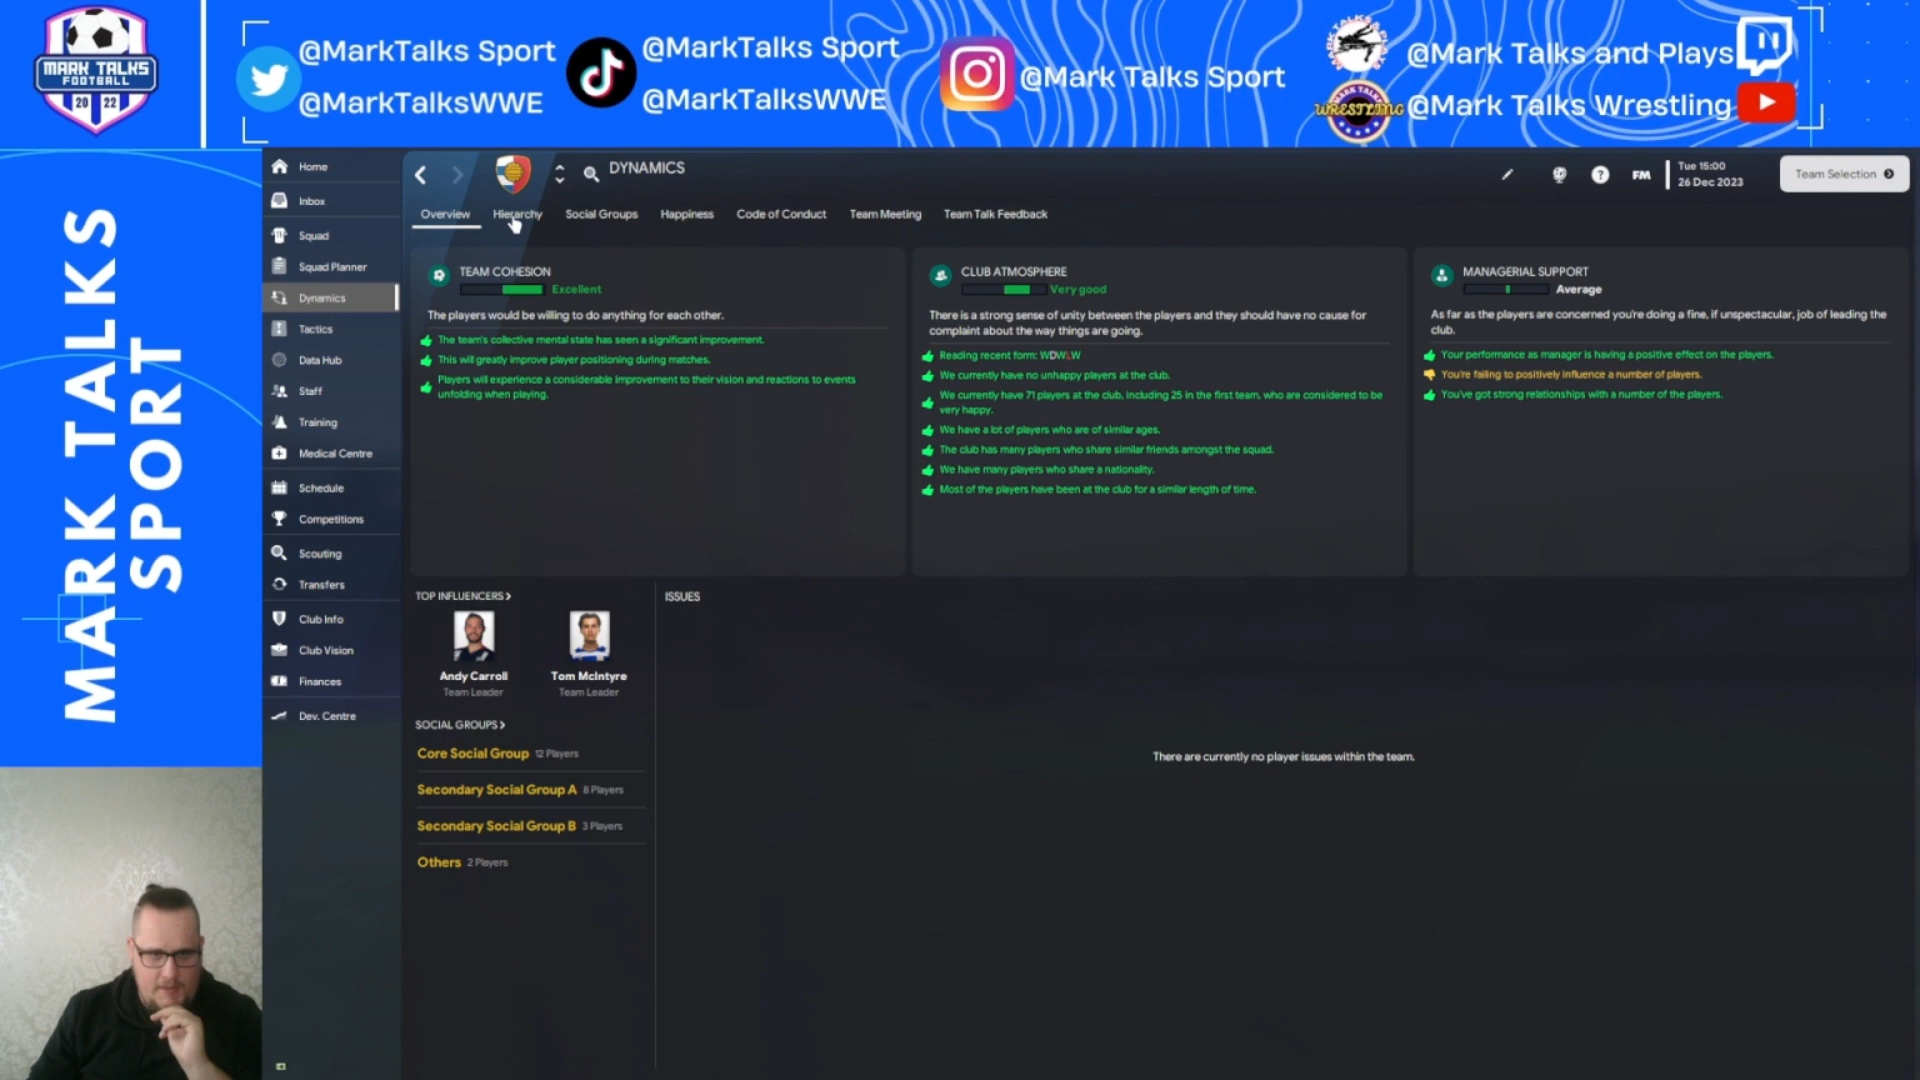 MARK TALKS
FOOTBALL
20 22
@MarkTalks Sport
@MarkTalksWWE
@MarkTalks Sport
@MarkTalksWWE
@Mark Talks Sport
@Mark Talks and Plays
WRESTLING
@Mark Talks Wrestling
MARK TALKS
SPORT
Home
Inbox
Squad
Squad Planner
Dynamics
Tactics
Data Hub
Staff
Training
Medical Centre
Schedule
Competitions
Scouting
Transfers
Club Info
Club Vision
Finances
Dev. Centre
DYNAMICS
FM
Tue 15:00
26 Dec 2023
Team Selection
Overview Hierarchy Social Groups Happiness Code of Conduct Team Meeting Team Talk Feedback
TEAM COHESION
Excellent
The players would be willing to do anything for each other.
The team's collective mental state has seen a significant improvement.
This will greatly improve player positioning during matches.
Players will experience a considerable improvement to their vision and reactions to events
unfolding when playing.
CLUB ATMOSPHERE
Very good
There is a strong sense of unity between the players and they should have no cause for
complaint about the way things are going.
Reading recent form: WDWLW
We currently have no unhappy players at the club.
We currently have 71 players at the club, including 25 in the first team, who are considered to be
very happy.
We have a lot of players who are of similar ages.
The club has many players who share similar friends amongst the squad.
We have many players who share a nationality.
Most of the players have been at the club for a similar length of time.
MANAGERIAL SUPPORT
Average
As far as the players are concerned you're doing a fine, if unspectacular, job of leading the
club.
Your performance as manager is having a positive effect on the players.
You're failing to positively influence a number of players.
You've got strong relationships with a number of the players.
TOP INFLUENCERS
Andy Carroll
Team Leader
Tom McIntyre
Team Leader
SOCIAL GROUPS
Core Social Group 12 Players
Secondary Social Group A 8 Players
Secondary Social Group B 3 Players
Others 2 Players
ISSUES
There are currently no player issues within the team.